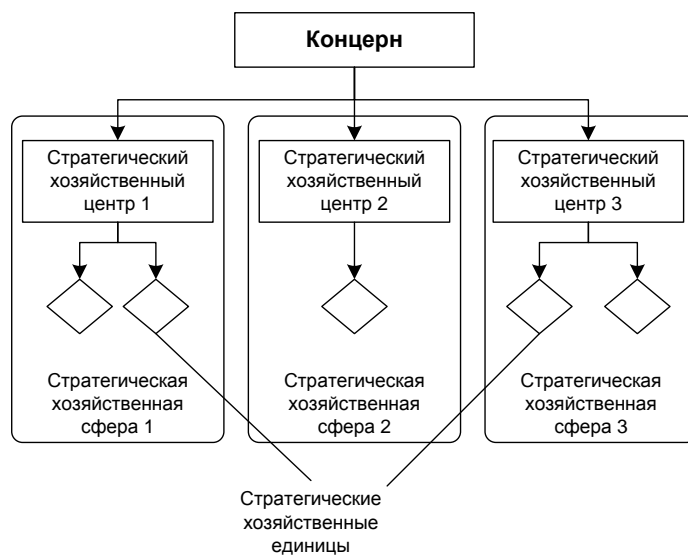 Концерн
Стратегический
хозяйственный
центр 1
Стратегический
хозяйственный
центр 2
Стратегический
хозяйственный
центр 3
Стратегическая
хозяйственная
сфера 1
Стратегическая
хозяйственная
сфера 2
Стратегическая
хозяйственная
сфера 3
Стратегические
хозяйственные
единицы